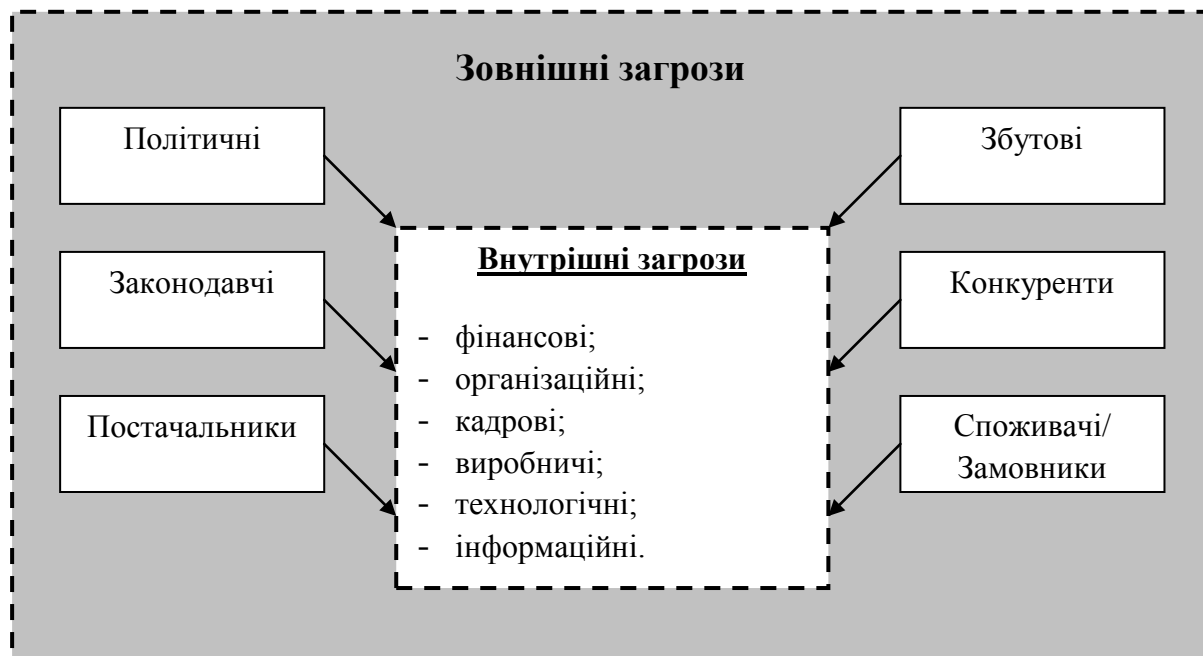 Зовнішні загрози
Політичні
Законодавчі
Постачальники
Внутрішні загрози
- фінансові;
- організаційні;
- кадрові;
- виробничі;
- технологічні;
- інформаційні.
Збутові
Конкуренти
Споживачі/
Замовники